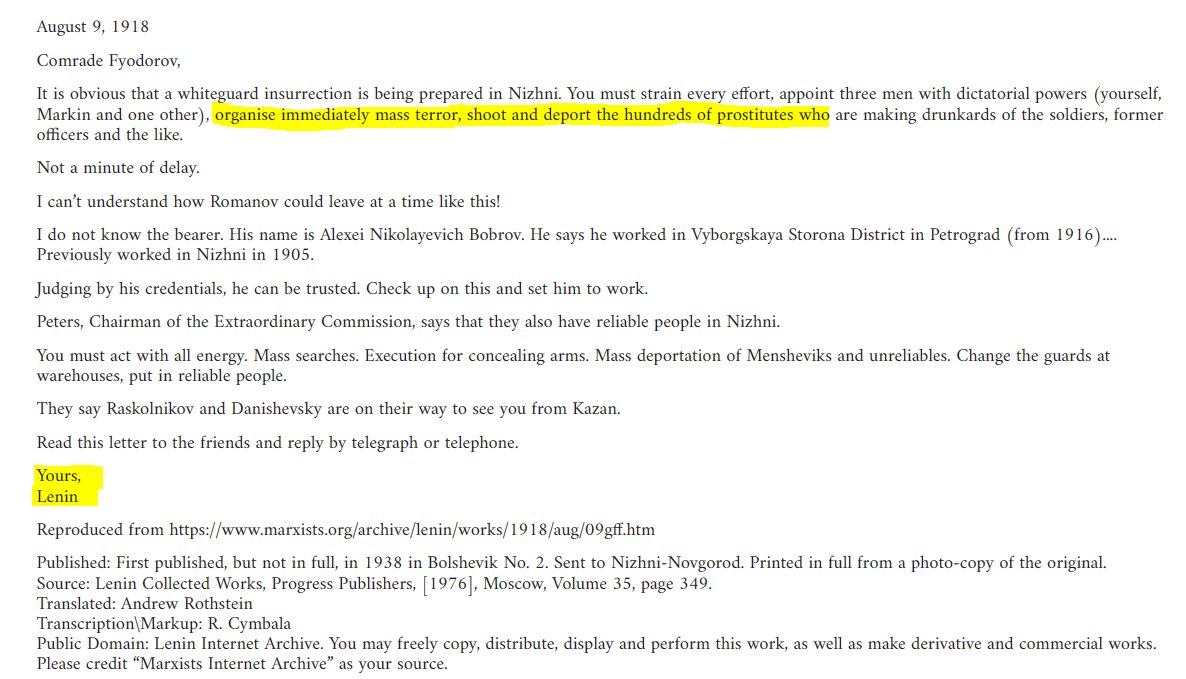 August 9, 1918
Comrade Fyodorov,
It is obvious that a whiteguard insurrection is being prepared in Nizhni. You must strain every effort, appoint three men with dictatorial powers (yourself,
Markin and one other), organise immediately mass terror, shoot and deport the hundreds of prostitutes who are making drunkards of the soldiers, former
officers and the like.
Not a minute of delay.
I can’t understand how Romanov could leave at a time like this!
I do not know the bearer. His name is Alexei Nikolayevich Bobrov. He says he worked in Vyborgskaya Storona District in Petrograd (from 1916)....
Previously worked in Nizhni in 1905.
Judging by his credentials, he can be trusted. Check up on this and set him to work.
Peters, Chairman of the Extraordinary Commission, says that they also have reliable people in Nizhni.
You must act with all energy. Mass searches. Execution for concealing arms. Mass deportation of Mensheviks and unreliables. Change the guards at
warehouses, put in reliable people.
They say Raskolnikov and Danishevsky are on their way to see you from Kazan.
Read this letter to the friends and reply by telegraph or telephone.
Yours,
Lenin
Reproduced from https://www.marxists.org/archive/lenin/works/1918/aug/09gff.htm
Published: First published, but not in full, in 1938 in Bolshevik No. 2. Sent to Nizhni-Novgorod. Printed in full from a photo-copy of the original.
Source: Lenin Collected Works, Progress Publishers, [1976], Moscow, Volume 35, page 349.
Translated: Andrew Rothstein
Transcription\Markup: R. Cymbala
Public Domain: Lenin Internet Archive. You may freely copy, distribute, display and perform this work, as well as make derivative and commercial works.
Please credit “Marxists Internet Archive” as your source.